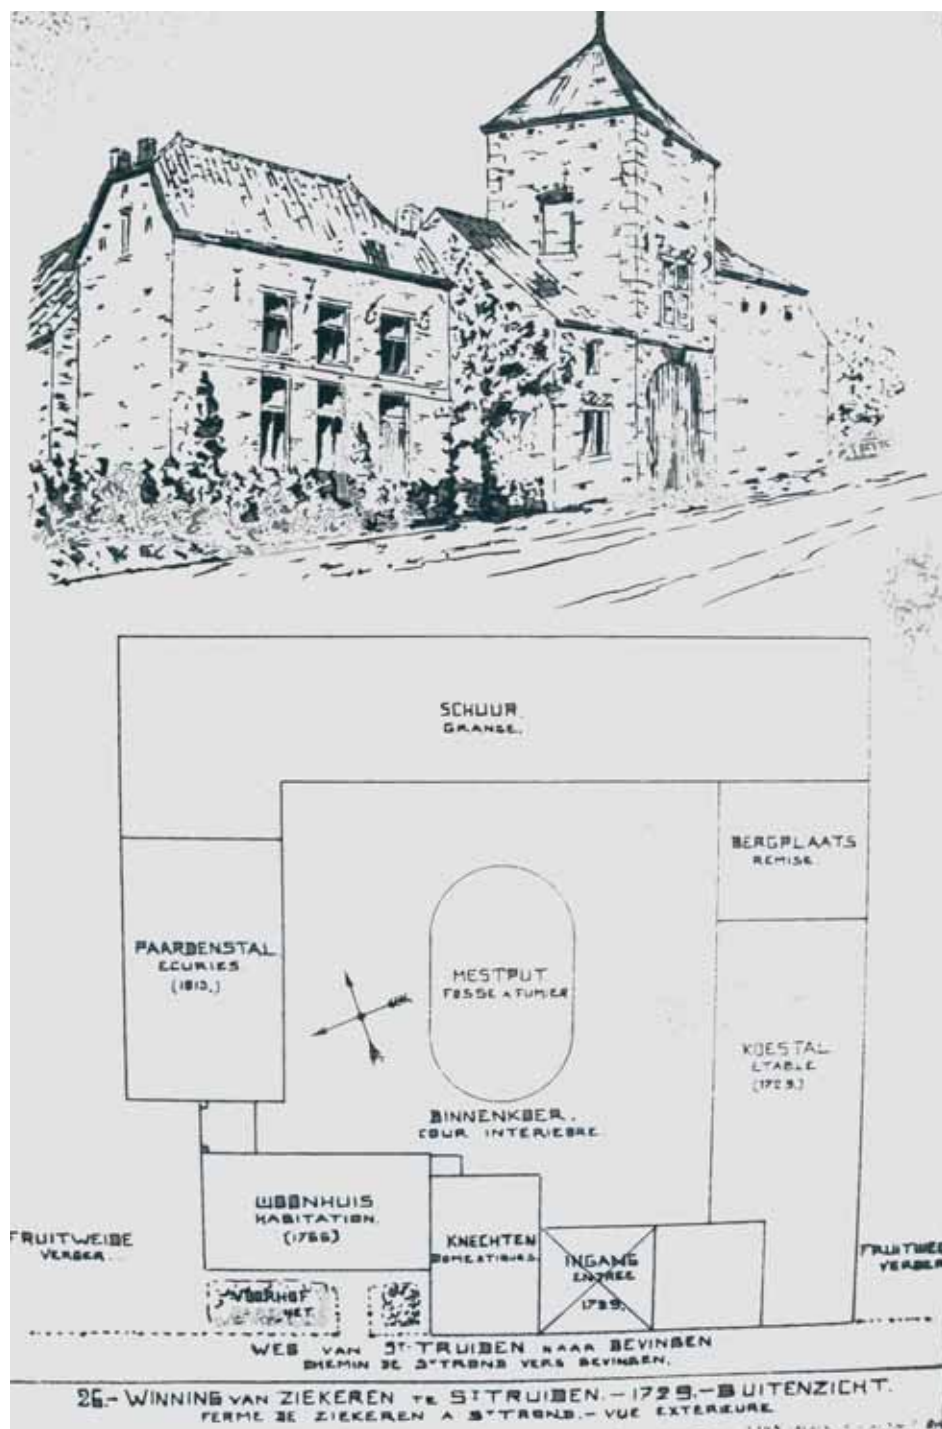 SCHUUR.
GRANGE.
BERGPLAATS
REMISE.
PAARDENSTAL
ECURIES
(1813.)
MESTPUT
FOSSE A FUMIER
KOESTAL
ETABLE
(1729.)
BINNENKOER.
COUR INTERIEURE.
WOONHUIS
HABITATION.
(1766)
KNECHTEN
DOMESTIQUES.
INGANG
ENTREE
1729.
FRUITWEIDE
VERGER.
VOORHOF
VERGER
WEG VAN ST TRUIDEN NAAR BEVINGEN
CHEMIN DE ST TROND VERS BEVINGEN.
26.- WINNING VAN ZIEKEREN TE ST TRUIDEN. - 1729. - BUITENZICHT.
FERME DE ZIEKEREN A ST TROND. - VUE EXTERIEURE